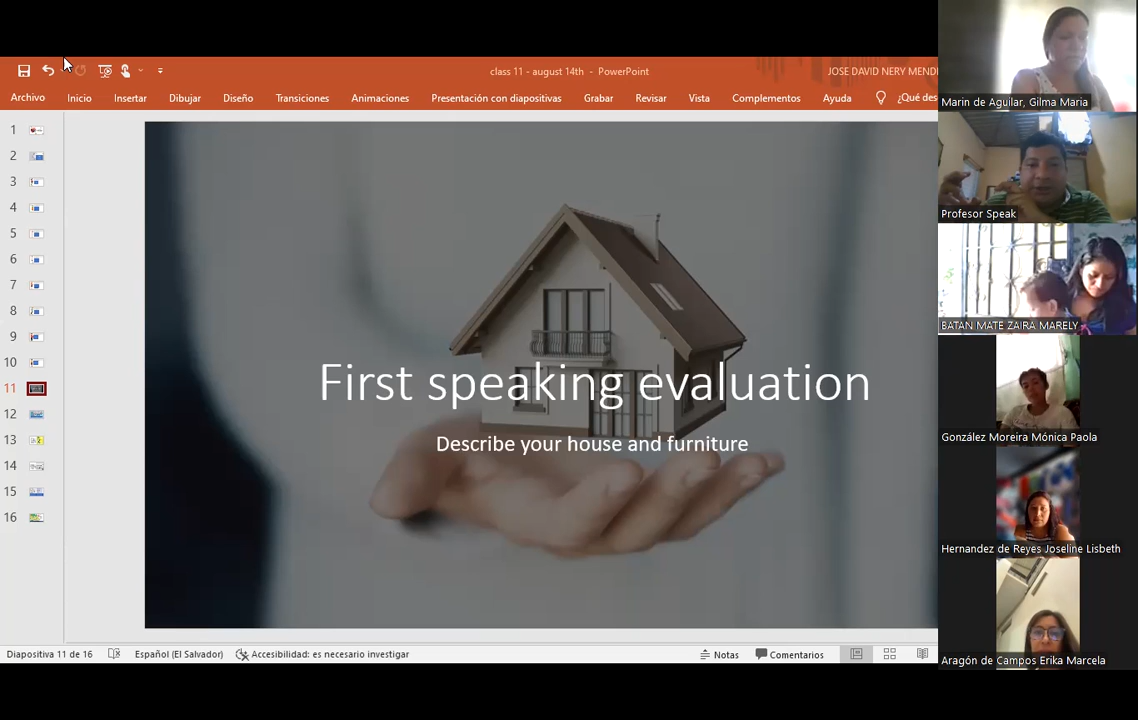 class 11 - august 14th - PowerPoint
JOSE DAVID NERY MENDE
Archivo
Inicio
Insertar
Dibujar
Diseño
Transiciones
Animaciones
Presentación con diapositivas
Grabar
Revisar
Vista
Complementos
Ayuda
¿Qué des
1
2
3
4
5
6
7
8
9
10
11
12
13
14
15
16
First speaking evaluation
Describe your house and furniture
Diapositiva 11 de 16
Español (El Salvador)
Accesibilidad: es necesario investigar
Notas
Comentarios
Marin de Aguilar, Gilma Maria
Profesor Speak
BATAN MATE ZAIRA MARELY
González Moreira Mónica Paola
Hernandez de Reyes Joseline Lisbeth
Aragón de Campos Erika Marcela